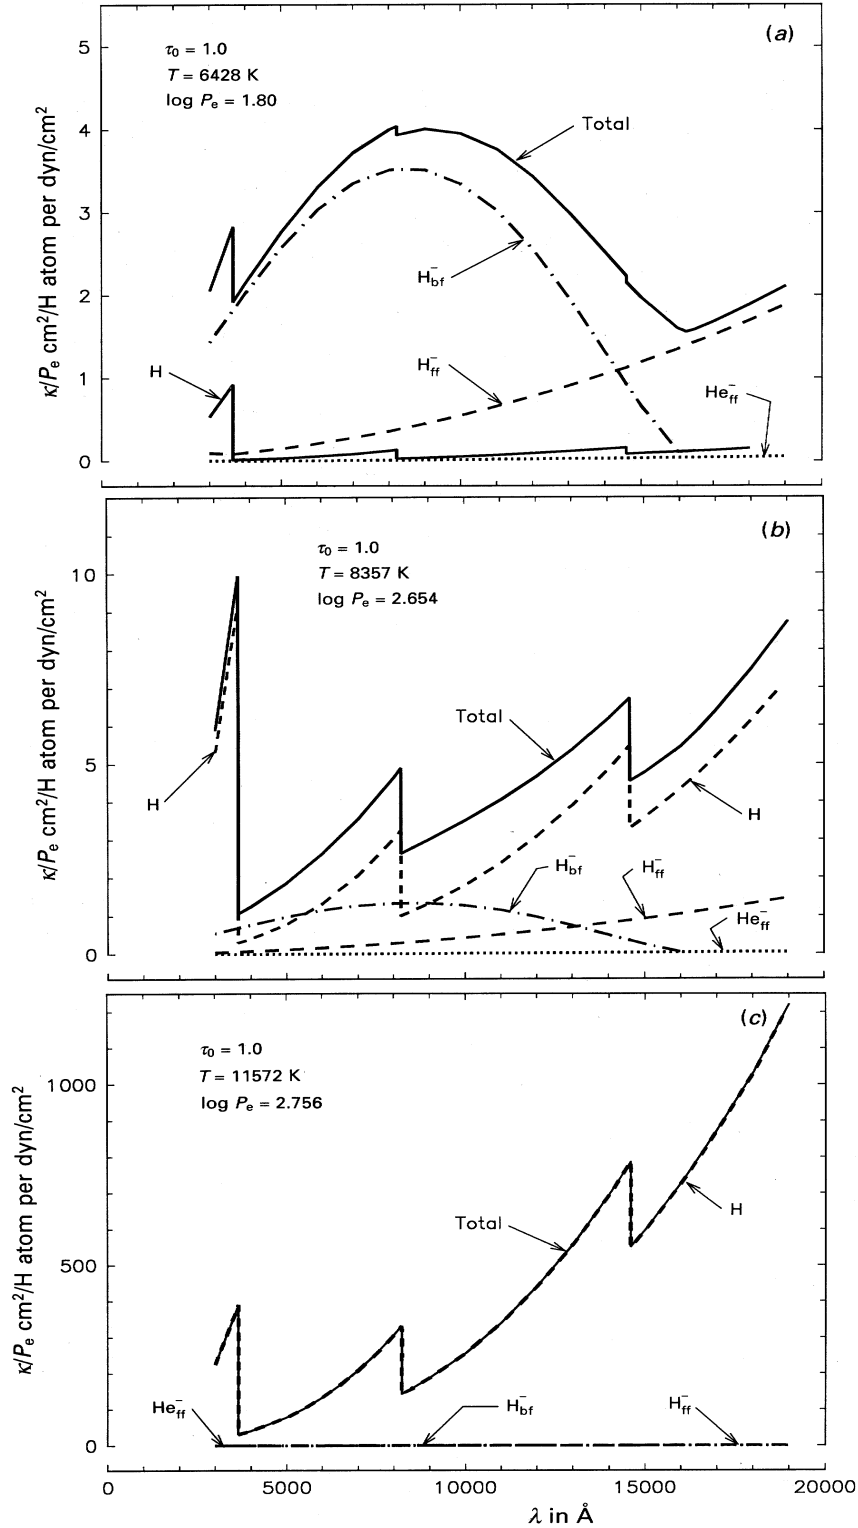 (a)
τ₀ = 1.0
T = 6428 K
log Pₑ = 1.80
κ/Pₑ cm²/H atom per dyn/cm²
5
4
3
2
1
0
Total
H⁻bf
H⁻ff
H
He⁻ff
(b)
τ₀ = 1.0
T = 8357 K
log Pₑ = 2.654
κ/Pₑ cm²/H atom per dyn/cm²
10
5
0
Total
H
H
H⁻bf
H⁻ff
He⁻ff
(c)
τ₀ = 1.0
T = 11572 K
log Pₑ = 2.756
κ/Pₑ cm²/H atom per dyn/cm²
1000
500
0
Total
H
He⁻ff
H⁻bf
H⁻ff
0 5000 10000 15000 20000
λ in Å